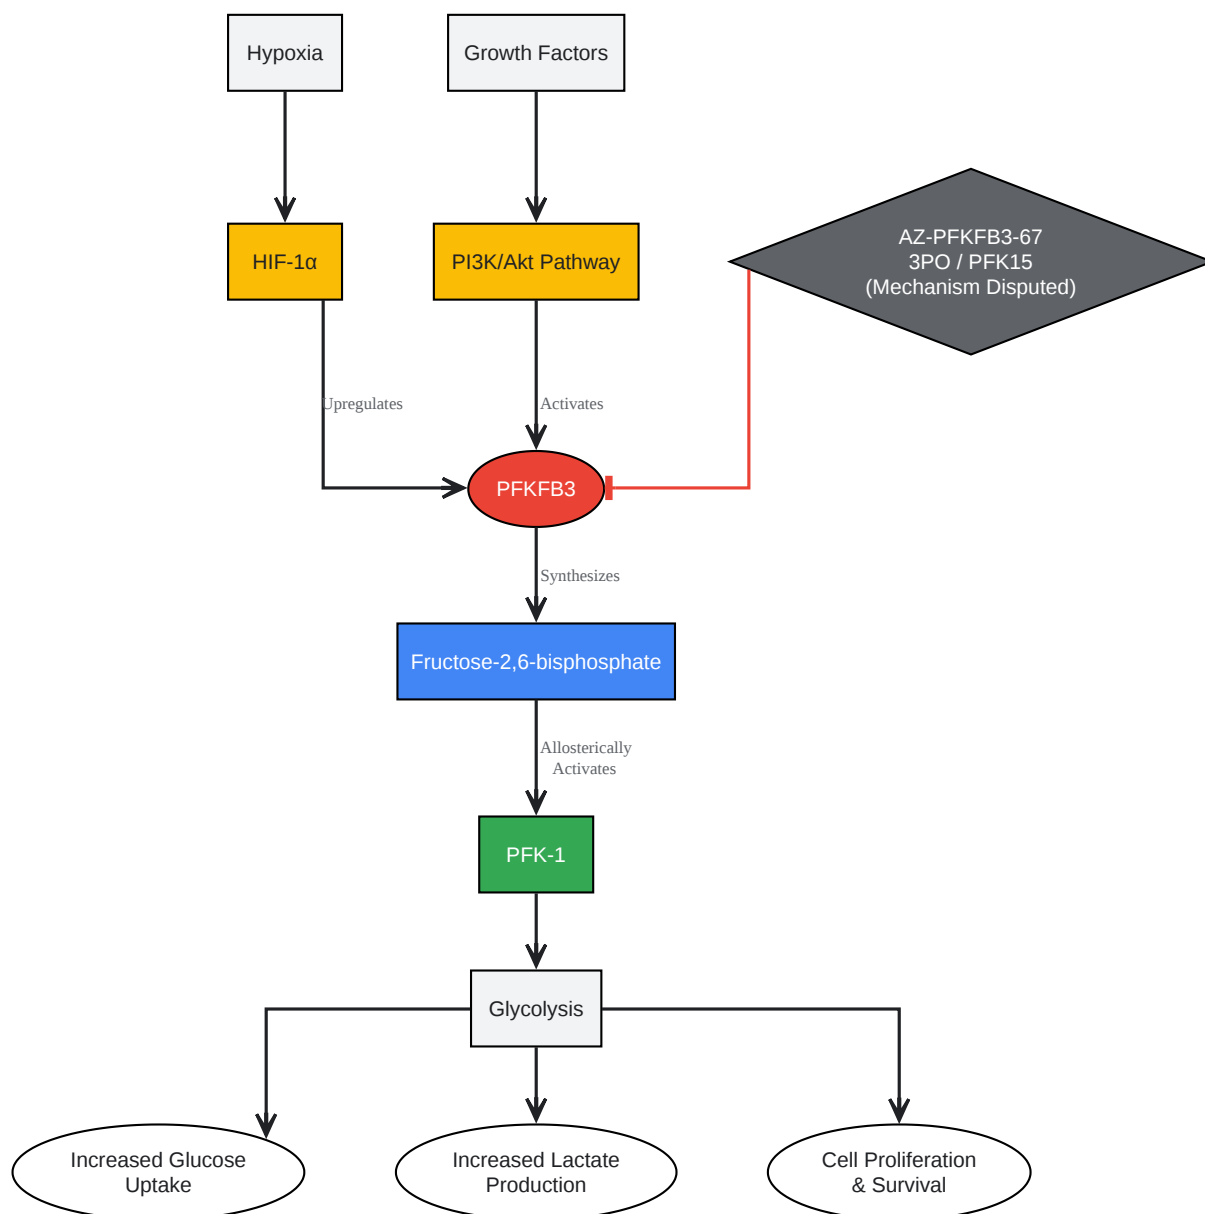 Hypoxia
Growth Factors
HIF-1α
PI3K/Akt Pathway
AZ-PFKFB3-67
3PO / PFK15
(Mechanism Disputed)
Upregulates
Activates
PFKFB3
Synthesizes
Fructose-2,6-bisphosphate
Allosterically
Activates
PFK-1
Glycolysis
Increased Glucose
Uptake
Increased Lactate
Production
Cell Proliferation
& Survival